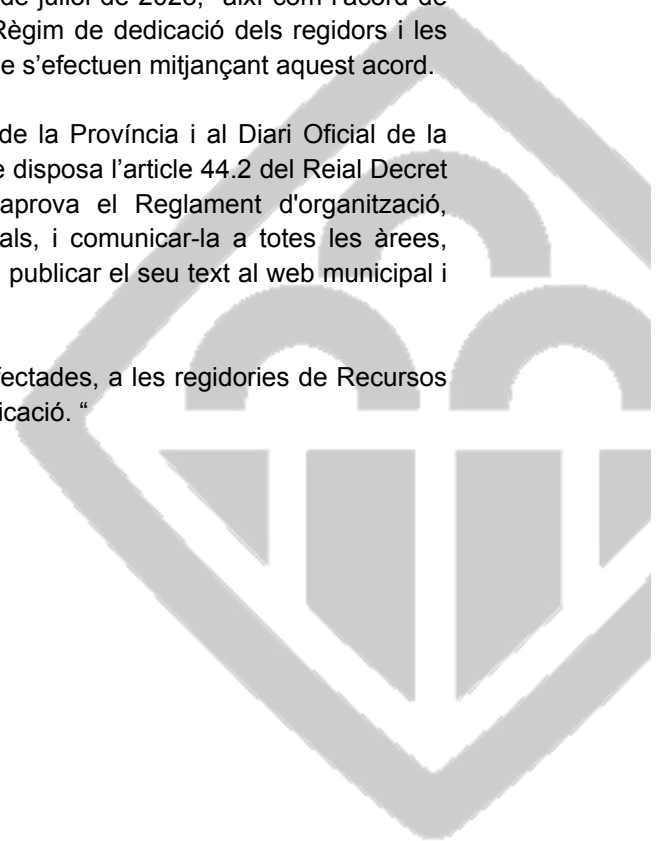 de juliol de 2023, així com l'acord de
Règim de dedicació dels regidors i les
e s'efectuen mitjançant aquest acord.
de la Província i al Diari Oficial de la
e disposa l'article 44.2 del Reial Decret
aprova el Reglament d'organització,
als, i comunicar-la a totes les àrees,
publicar el seu text al web municipal i
fectades, a les regidories de Recursos
icació. “